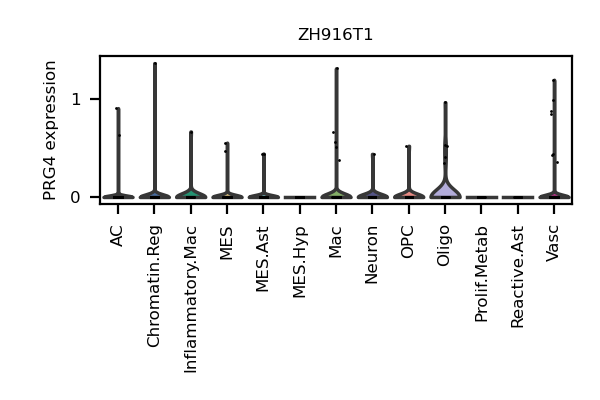 ZH916T1
PRG4 expression
1
0
AC
Chromatin.Reg
Inflammatory.Mac
MES
MES.Ast
MES.Hyp
Mac
Neuron
OPC
Oligo
Prolif.Metab
Reactive.Ast
Vasc